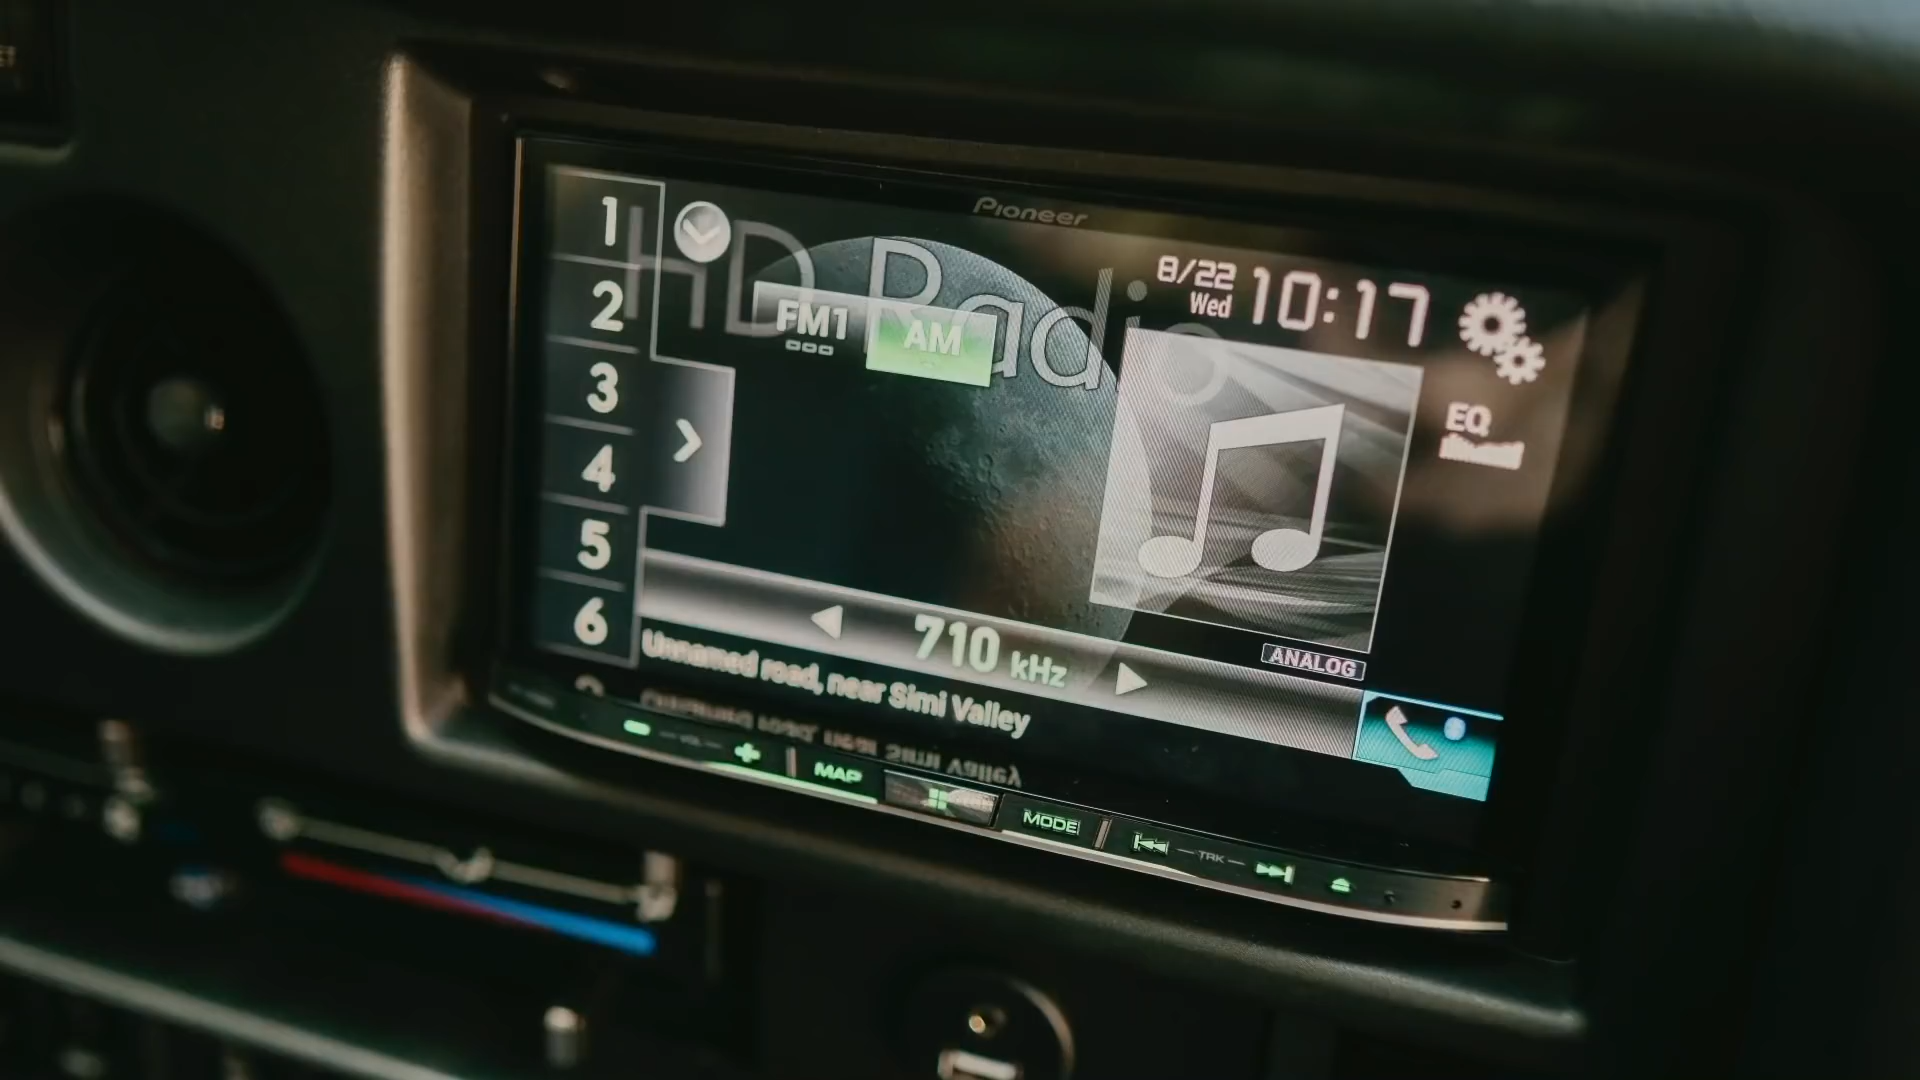 Pioneer
HD Radio
8/22
Wed
10:17
1
2
3
4
5
6
FM1
AM
EQ
710 kHz
ANALOG
Unnamed road, near Simi Valley
VOL
MAP
MODE
TRK